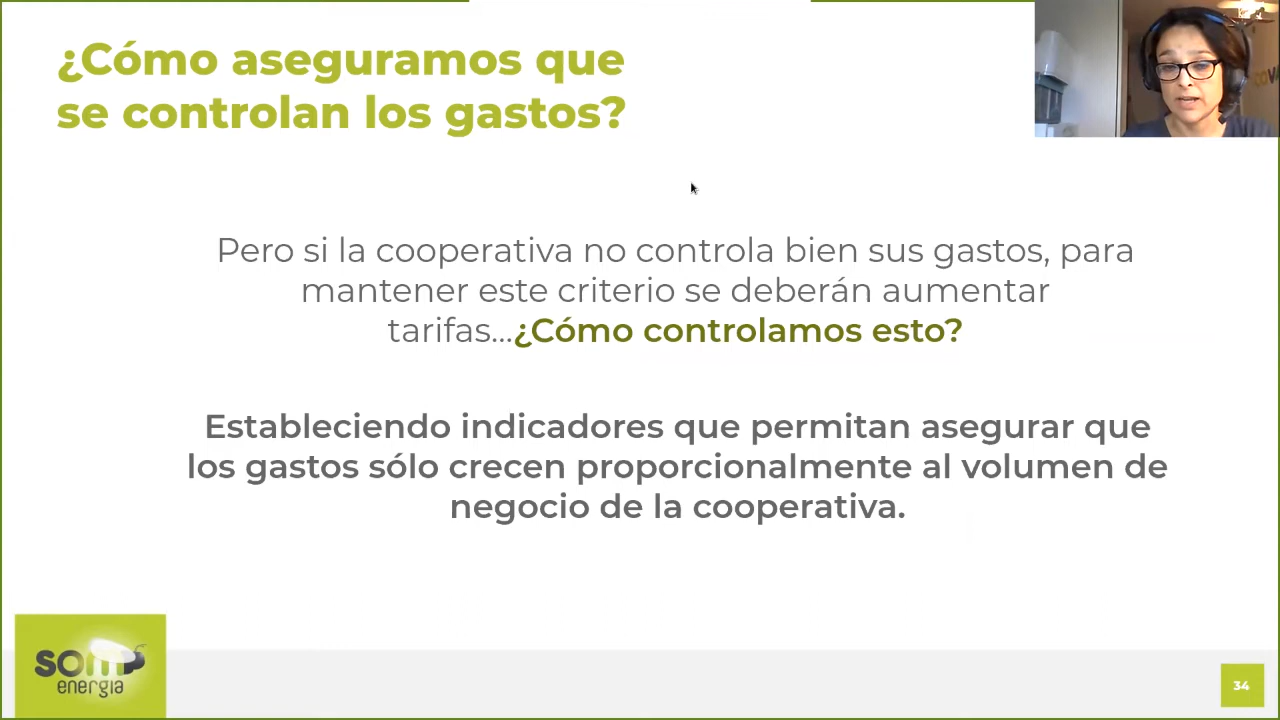 ¿Cómo aseguramos que
se controlan los gastos?
Pero si la cooperativa no controla bien sus gastos, para
mantener este criterio se deberán aumentar
tarifas...¿Cómo controlamos esto?
Estableciendo indicadores que permitan asegurar que
los gastos sólo crecen proporcionalmente al volumen de
negocio de la cooperativa.
som
energia
34